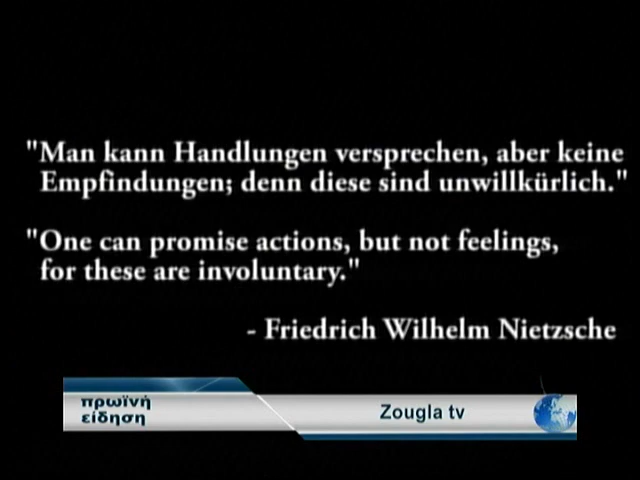 "Man kann Handlungen versprechen, aber keine
Empfindungen; denn diese sind unwillkürlich."
"One can promise actions, but not feelings,
for these are involuntary."
- Friedrich Wilhelm Nietzsche
πρωϊνή
είδηση
Zougla tv